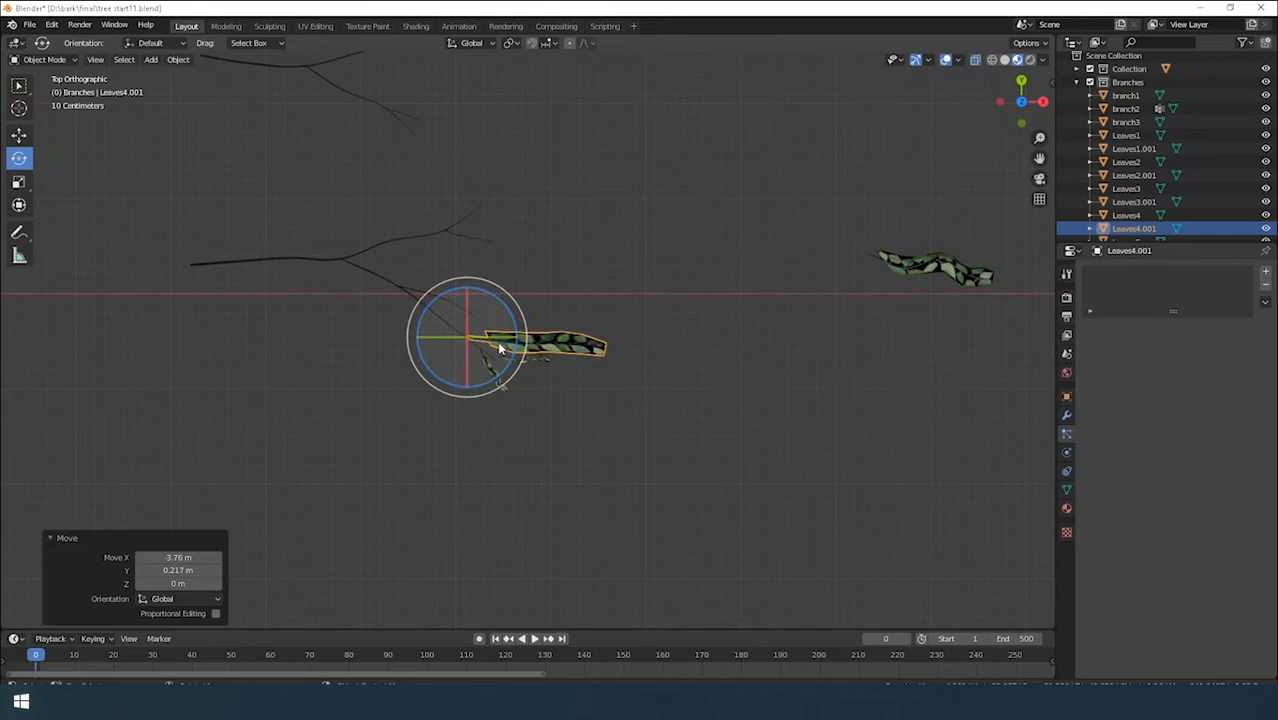 Blender* [D:\bark\final\tree start11.blend]
File Edit Render Window Help Layout Modeling Sculpting UV Editing Texture Paint Shading Animation Rendering Compositing Scripting + Scene View Layer
Orientation: Default Drag: Select Box Global Options
Object Mode View Select Add Object
Top Orthographic
(0) Branches | Leaves4.001
10 Centimeters
Y
X
Z
Scene Collection
Collection
Branches
branch1
branch2
branch3
Leaves1
Leaves1.001
Leaves2
Leaves2.001
Leaves3
Leaves3.001
Leaves4
Leaves4.001
Leaves4.001
Move
Move X -3.76 m
Y 0.217 m
Z 0 m
Orientation Global
Proportional Editing
Playback Keying View Marker 0 Start 1 End 500
0 10 20 30 40 50 60 70 80 90 100 110 120 130 140 150 160 170 180 190 200 210 220 230 240 250